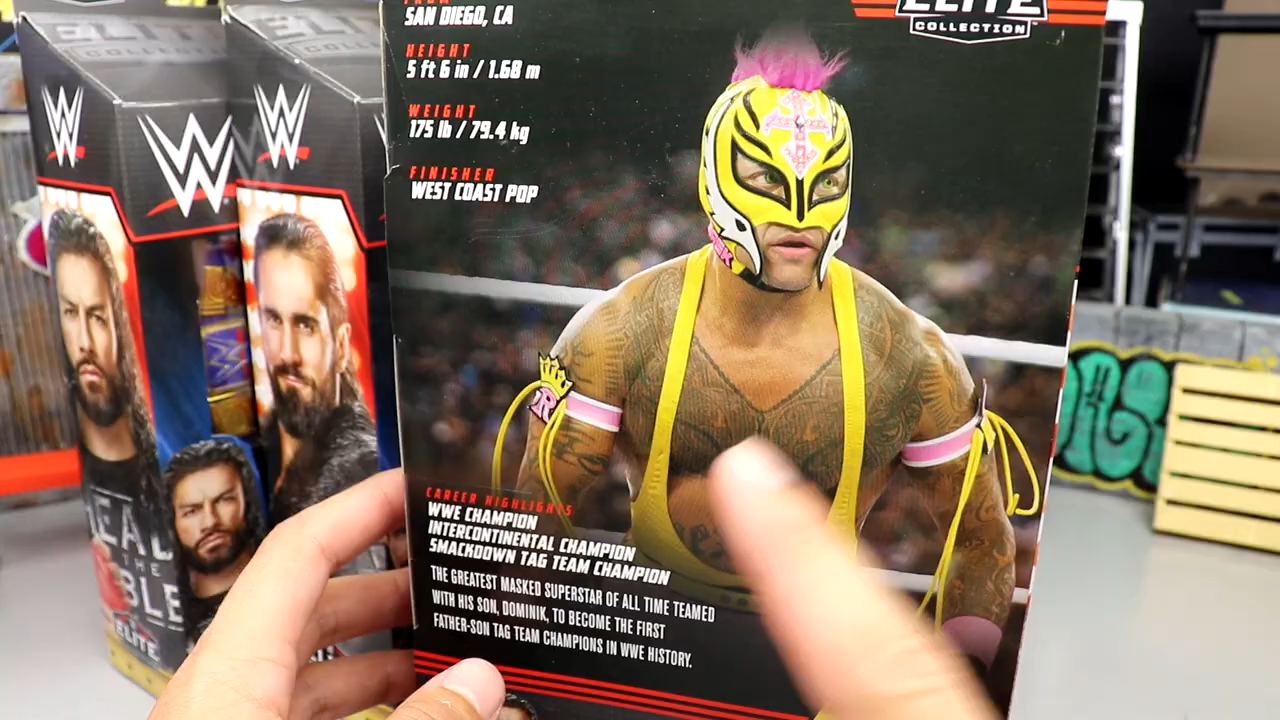 SAN DIEGO, CA
HEIGHT
5 ft 6 in / 1.68 m
WEIGHT
175 lb / 79.4 kg
FINISHER
WEST COAST POP
CAREER HIGHLIGHTS
WWE CHAMPION
INTERCONTINENTAL CHAMPION
SMACKDOWN TAG TEAM CHAMPION
THE GREATEST MASKED SUPERSTAR OF ALL TIME TEAMED
WITH HIS SON, DOMINIK, TO BECOME THE FIRST
FATHER-SON TAG TEAM CHAMPIONS IN WWE HISTORY.
ELITE
COLLECTION
R
ELITE
W
W
W
THE
BLE
ELITE